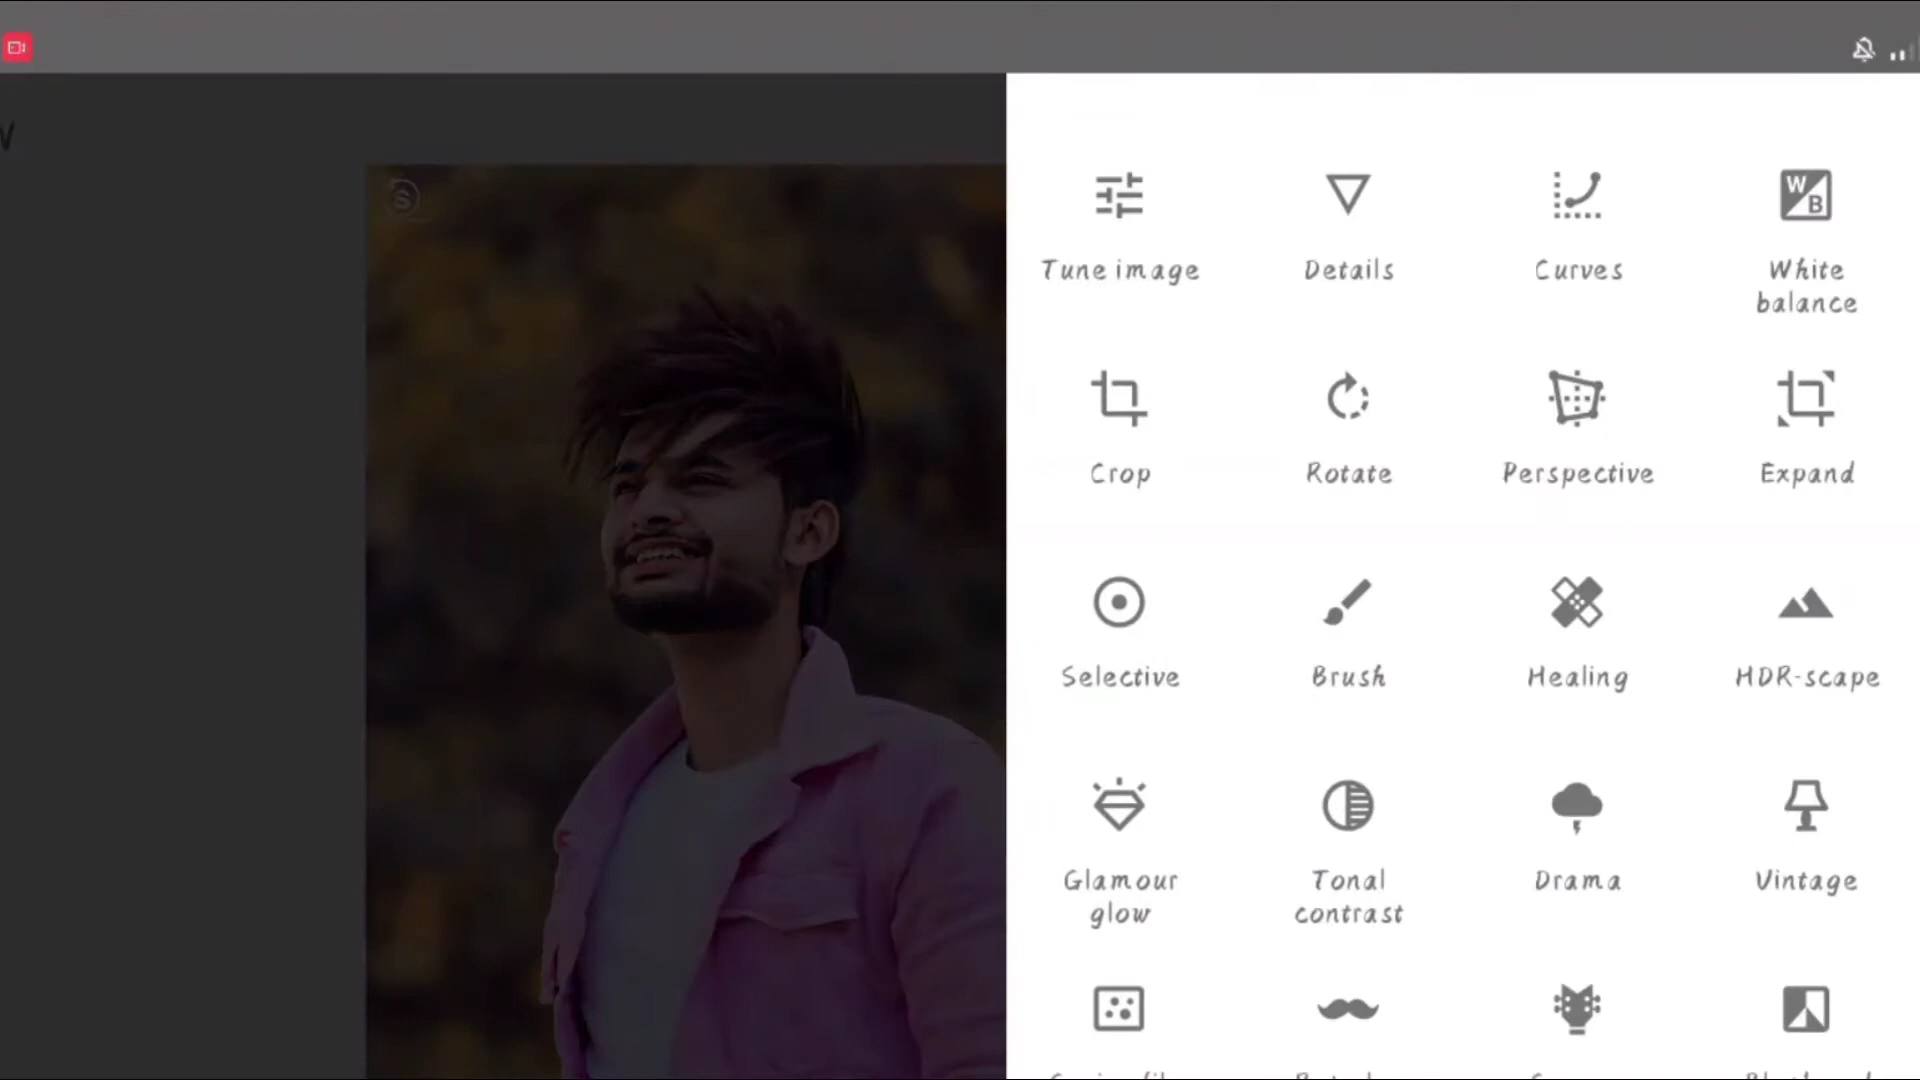 Tune image
Details
Curves
White
balance
Crop
Rotate
Perspective
Expand
Selective
Brush
Healing
HDR-scape
Glamour
glow
Tonal
contrast
Drama
Vintage